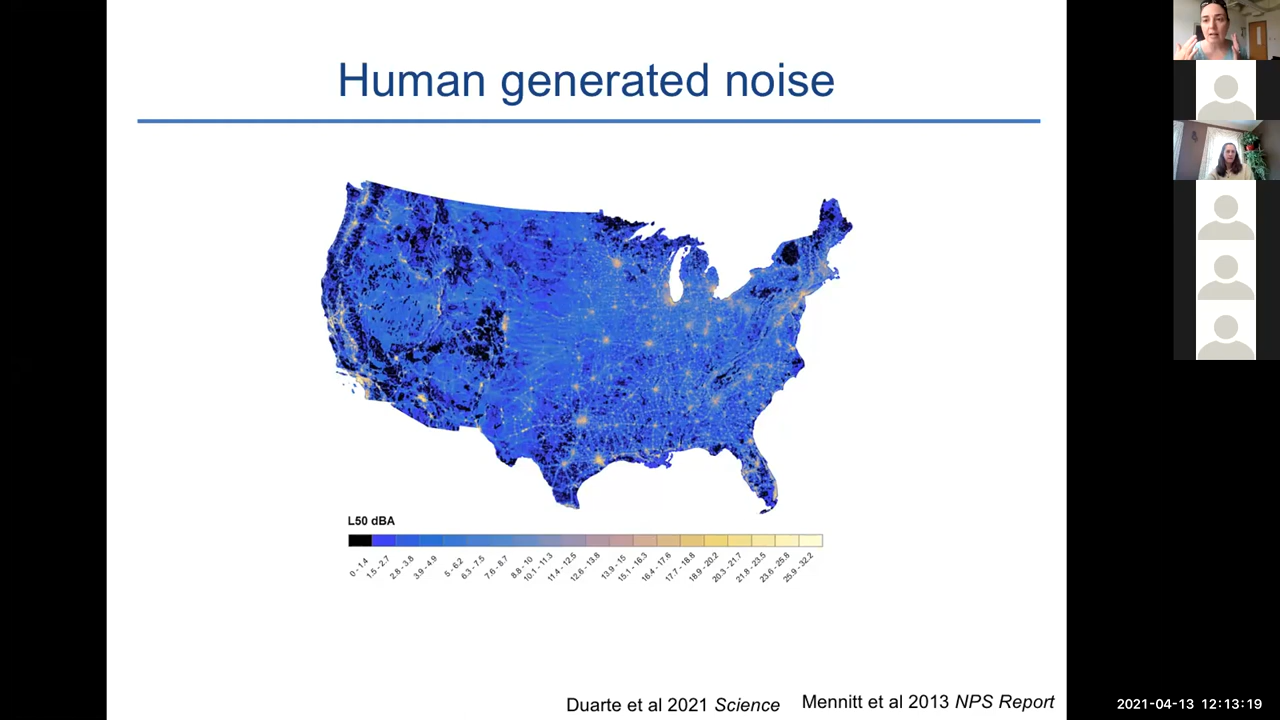 Human generated noise
L50 dBA
0 - 1.4
1.5 - 2.7
2.8 - 3.8
3.9 - 4.9
5 - 6.2
6.3 - 7.5
7.6 - 8.7
8.8 - 10
10.1 - 11.3
11.4 - 12.5
12.6 - 13.8
13.9 - 15
15.1 - 16.3
16.4 - 17.6
17.7 - 18.8
18.9 - 20.2
20.3 - 21.7
21.8 - 23.5
23.6 - 25.8
25.9 - 32.2
Duarte et al 2021 Science
Mennitt et al 2013 NPS Report
2021-04-13 12:13:19